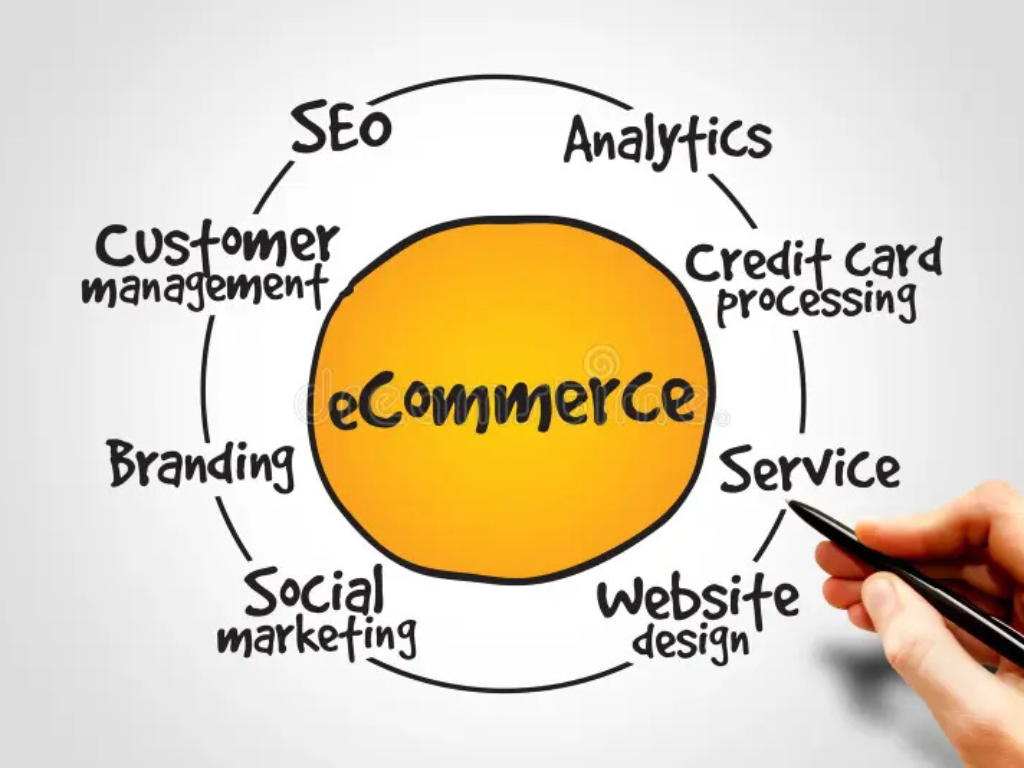 SEO
Analytics
Credit card
processing
Service
Website
design
Social
marketing
Branding
Customer
management
eCommerce